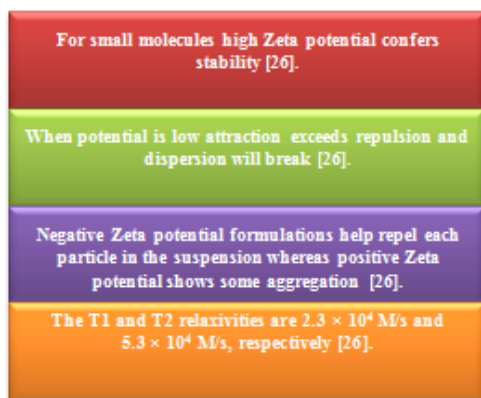 For small molecules high Zeta potential confers
stability [26].
When potential is low attraction exceeds repulsion and
dispersion will break [26].
Negative Zeta potential formulations help repel each
particle in the suspension whereas positive Zeta
potential shows some aggregation [26].
The T1 and T2 relaxivities are 2.3 × 10⁴ M/s and
5.3 × 10⁴ M/s, respectively [26].